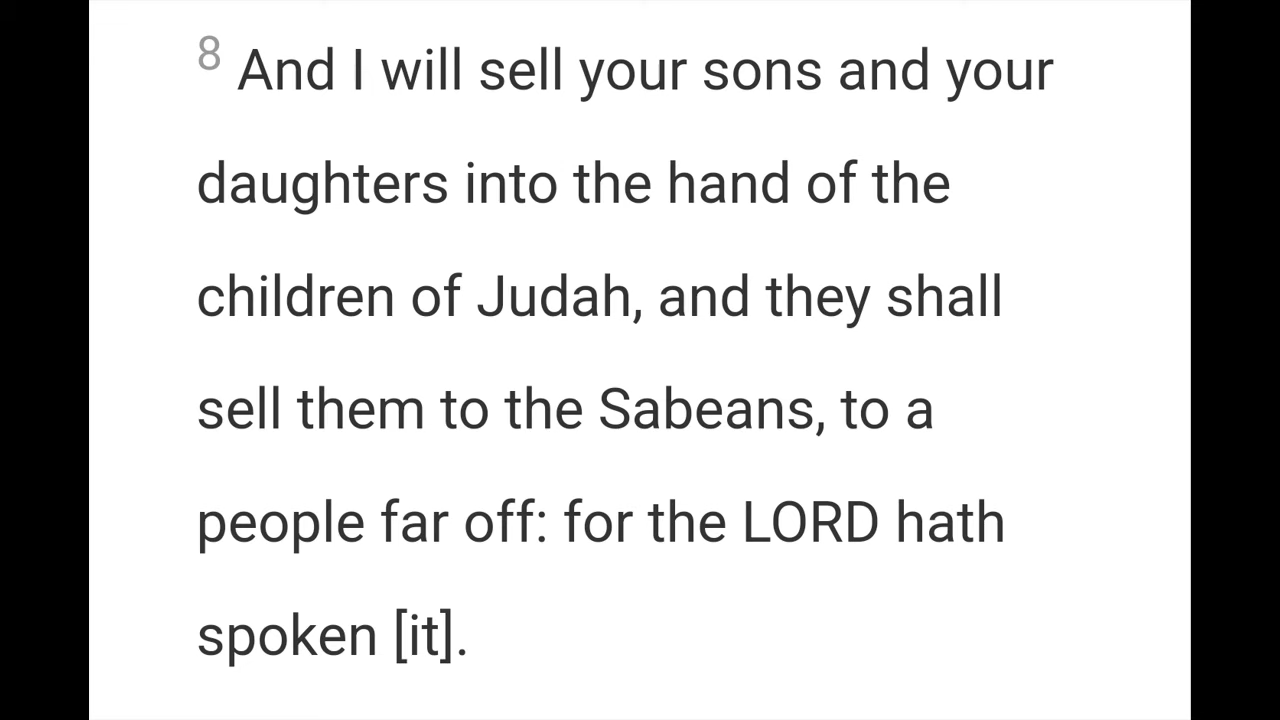 8 And I will sell your sons and your
daughters into the hand of the
children of Judah, and they shall
sell them to the Sabeans, to a
people far off: for the LORD hath
spoken [it].